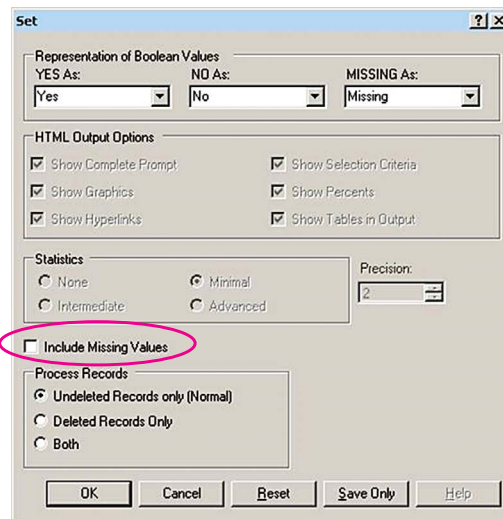 Set
Representation of Boolean Values
YES As: NO As: MISSING As:
Yes No Missing
HTML Output Options
Show Complete Prompt Show Selection Criteria
Show Graphics Show Percents
Show Hyperlinks Show Tables in Output
Statistics
Precision:
None Minimal
2
Intermediate Advanced
Include Missing Values
Process Records
Undeleted Records only (Normal)
Deleted Records Only
Both
OK Cancel Reset Save Only Help